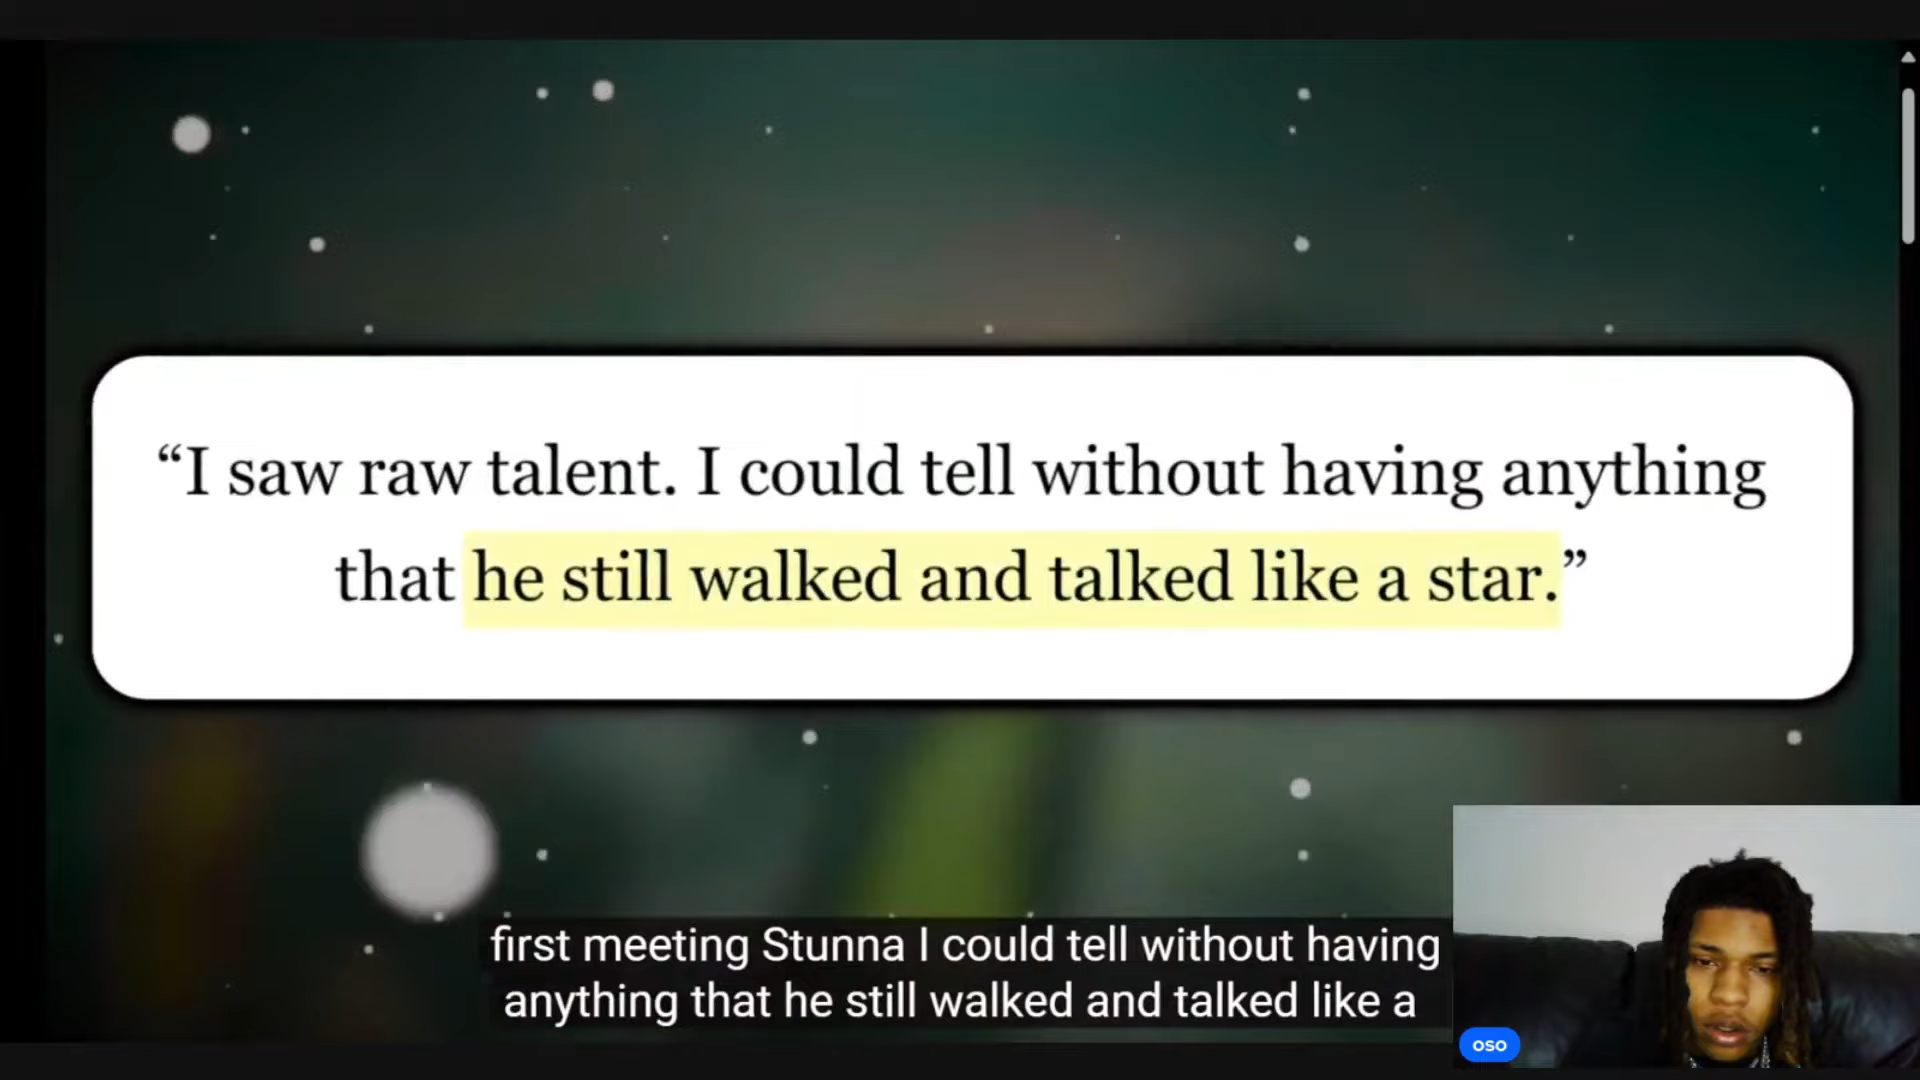 “I saw raw talent. I could tell without having anything
that he still walked and talked like a star.”
first meeting Stunna I could tell without having
anything that he still walked and talked like a
oso